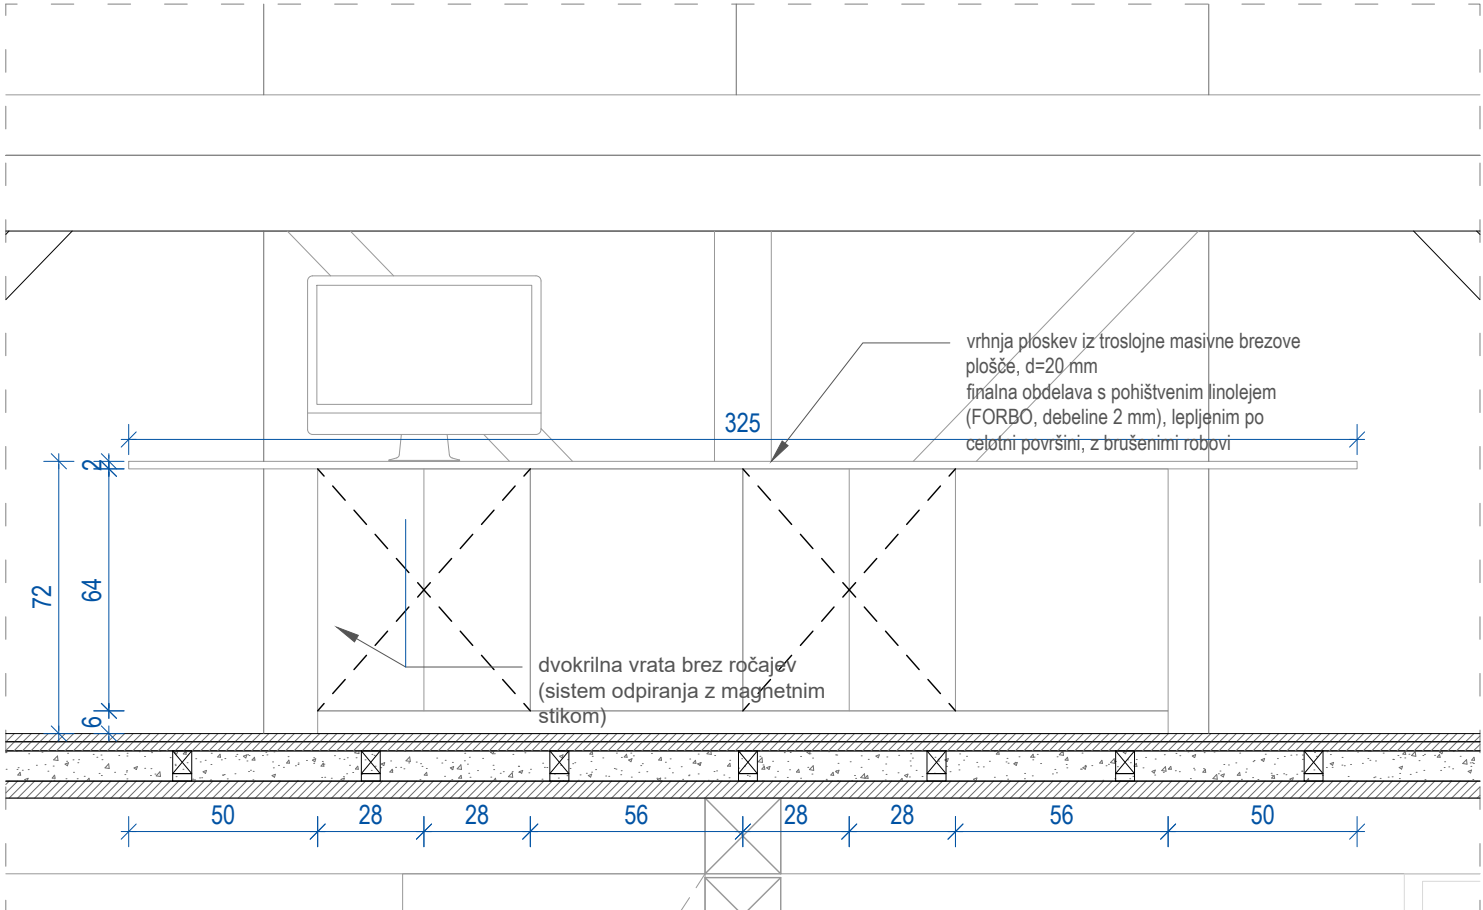 vrhnja ploskev iz troslojne masivne brezove
plošče, d=20 mm
finalna obdelava s pohištvenim linolejem
(FORBO, debeline 2 mm), lepljenim po
celotni površini, z brušenimi robovi
325
2
72
64
6
dvokrilna vrata brez ročajev
(sistem odpiranja z magnetnim
stikom)
50 28 28 56 28 28 56 50